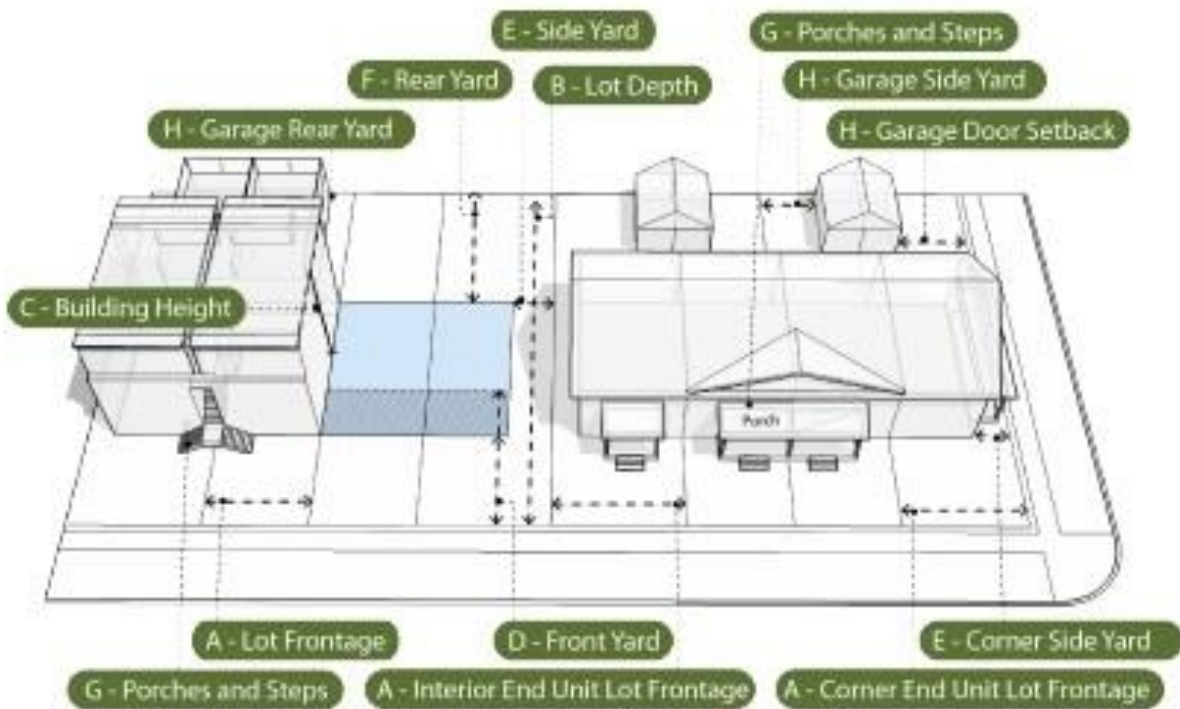 E - Side Yard
G - Porches and Steps
F - Rear Yard
B - Lot Depth
H - Garage Side Yard
H - Garage Rear Yard
H - Garage Door Setback
C - Building Height
Porch
A - Lot Frontage
D - Front Yard
E - Corner Side Yard
G - Porches and Steps
A - Interior End Unit Lot Frontage
A - Corner End Unit Lot Frontage